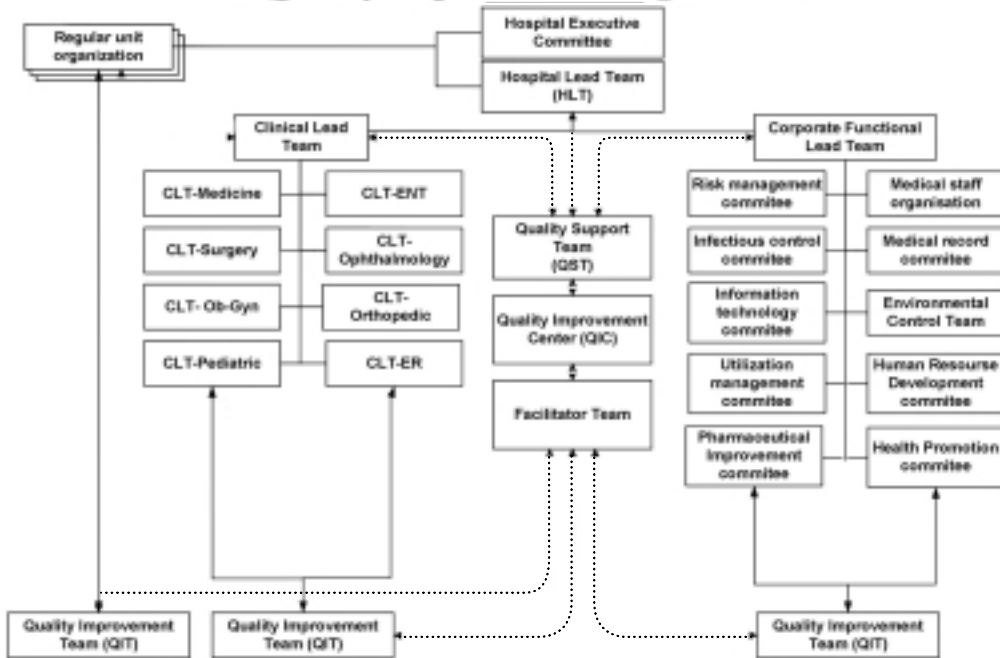 Regular unit
organization
Hospital Executive
Committee
Hospital Lead Team
(HLT)
Clinical Lead
Team
Corporate Functional
Lead Team
CLT-Medicine
CLT-ENT
CLT-Surgery
CLT-
Ophthalmology
CLT- Ob-Gyn
CLT-
Orthopedic
CLT-Pediatric
CLT-ER
Quality Support
Team
(QST)
Quality Improvement
Center (QIC)
Facilitator Team
Risk management
commitee
Medical staff
organisation
Infectious control
commitee
Medical record
commitee
Information
technology
commitee
Environmental
Control Team
Utilization
management
commitee
Human Resourse
Development
commitee
Pharmaceutical
Improvement
commitee
Health Promotion
commitee
Quality Improvement
Team (QIT)
Quality Improvement
Team (QIT)
Quality Improvement
Team (QIT)